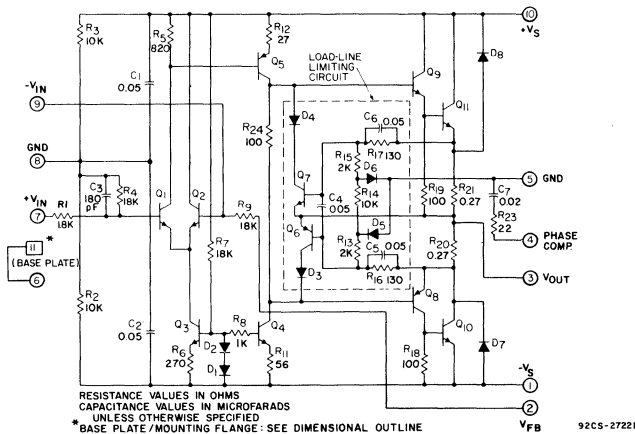 R3
10K
R5
820
R12
27
LOAD-LINE
LIMITING
CIRCUIT
10
+VS
Q5
D8
C1
0.05
Q9
-VIN
9
D4
C6
0.05
Q11
R24
100
R17 130
R15
2K
D6
GND
8
Q7
5
GND
C3
180
pF
R4
18K
R14
10K
R19
100
R21
0.27
C7
0.02
+VIN
7
R1
18K
Q1
Q2
R9
18K
C4
.005
D5
R23
22
Q6
R13
2K
C5
.005
R20
0.27
4
PHASE
COMP.
11
*
(BASE PLATE)
6
R7
18K
R16 130
3
VOUT
R2
10K
D3
Q8
C2
0.05
Q3
R8
1K
Q4
Q10
D7
D2
R6
270
D1
R11
56
R18
100
-VS
1
RESISTANCE VALUES IN OHMS
CAPACITANCE VALUES IN MICROFARADS
UNLESS OTHERWISE SPECIFIED
*BASE PLATE/MOUNTING FLANGE: SEE DIMENSIONAL OUTLINE
2
VFB
92CS-27221